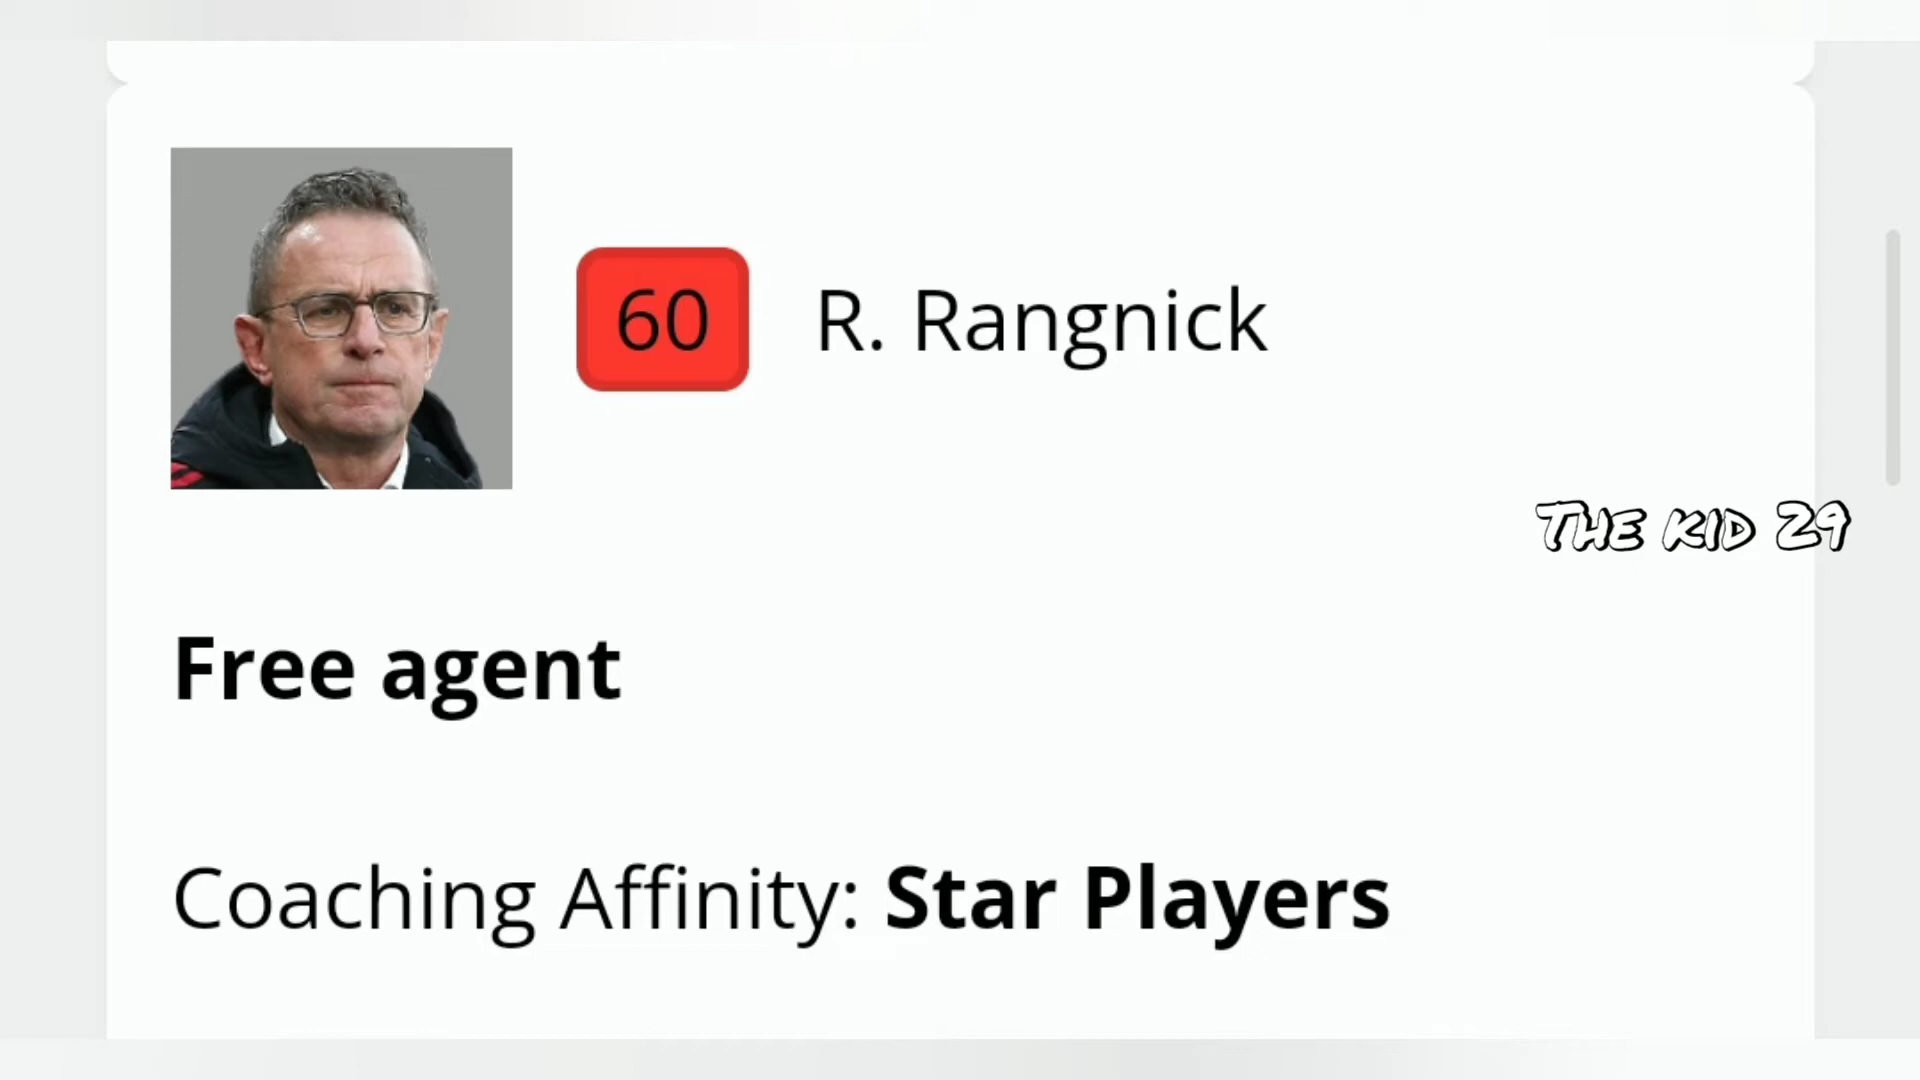 60 R. Rangnick
THE KID 29
Free agent
Coaching Affinity: Star Players